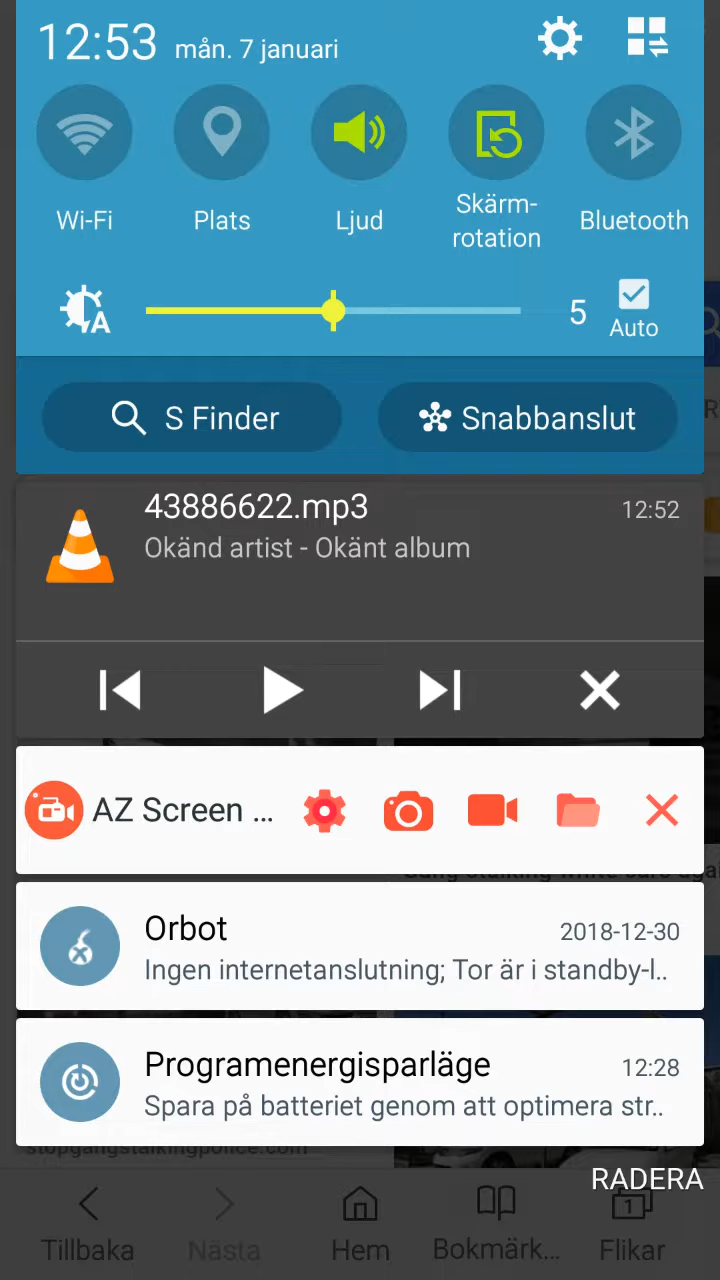 12:53 mån. 7 januari
Wi-Fi Plats Ljud Skärm-
rotation Bluetooth
5 Auto
S Finder Snabbanslut
43886622.mp3 12:52
Okänd artist - Okänt album
AZ Screen ...
Orbot 2018-12-30
Ingen internetanslutning; Tor är i standby-l..
Programenergisparläge 12:28
Spara på batteriet genom att optimera str..
stopgangstalkingpolice.com
RADERA
1
Tillbaka Nästa Hem Bokmärk... Flikar